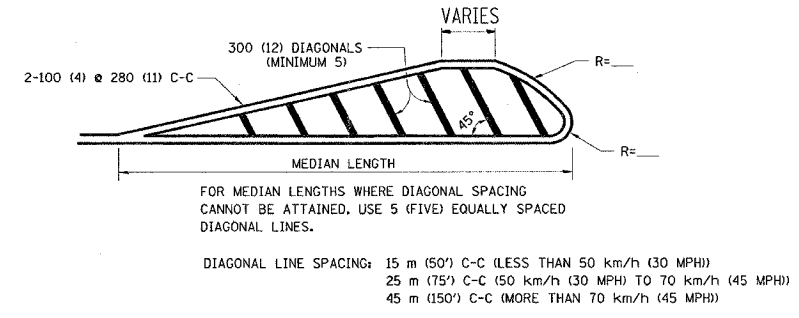 VARIES
300 (12) DIAGONALS
(MINIMUM 5)
R=___
2-100 (4) @ 280 (11) C-C
45°
R=___
MEDIAN LENGTH
FOR MEDIAN LENGTHS WHERE DIAGONAL SPACING
CANNOT BE ATTAINED, USE 5 (FIVE) EQUALLY SPACED
DIAGONAL LINES.
DIAGONAL LINE SPACING: 15 m (50') C-C (LESS THAN 50 km/h (30 MPH))
25 m (75') C-C (50 km/h (30 MPH) TO 70 km/h (45 MPH))
45 m (150') C-C (MORE THAN 70 km/h (45 MPH))